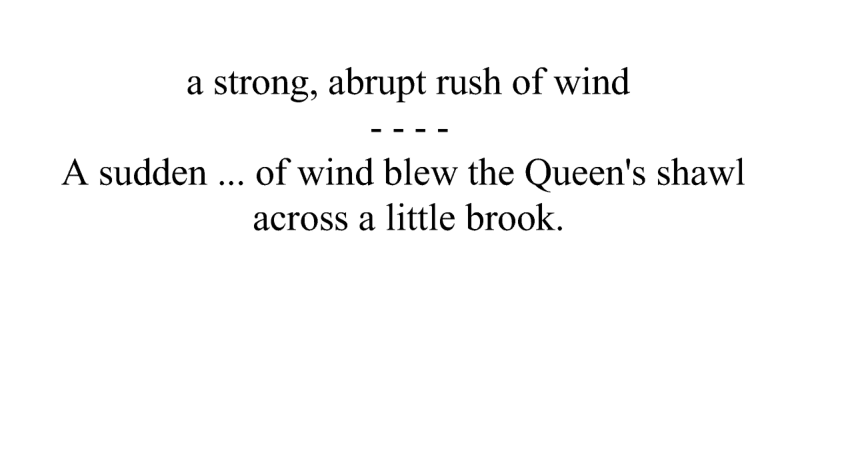 a strong, abrupt rush of wind
- - - -
A sudden ... of wind blew the Queen's shawl
across a little brook.